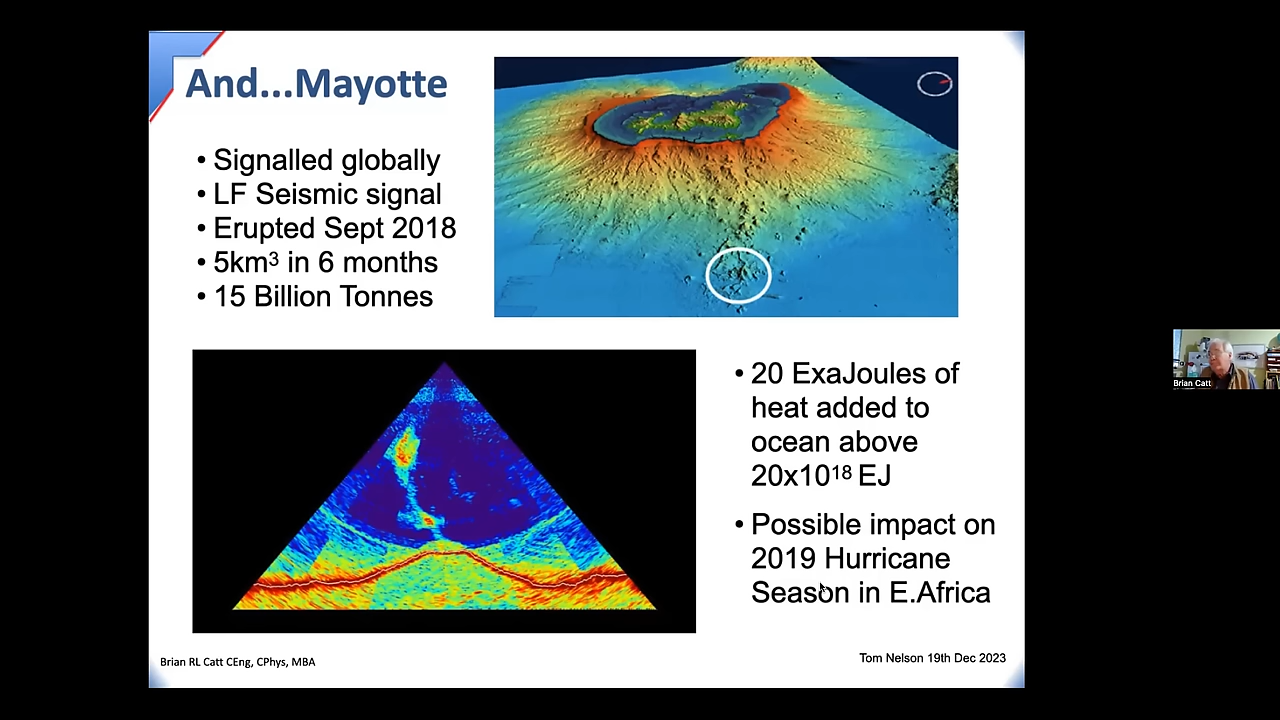 And...Mayotte
• Signalled globally
• LF Seismic signal
• Erupted Sept 2018
• 5km³ in 6 months
• 15 Billion Tonnes
• 20 ExaJoules of
heat added to
ocean above
20x10¹⁸ EJ
• Possible impact on
2019 Hurricane
Season in E.Africa
Brian RL Catt CEng, CPhys, MBA
Tom Nelson 19th Dec 2023
Brian Catt